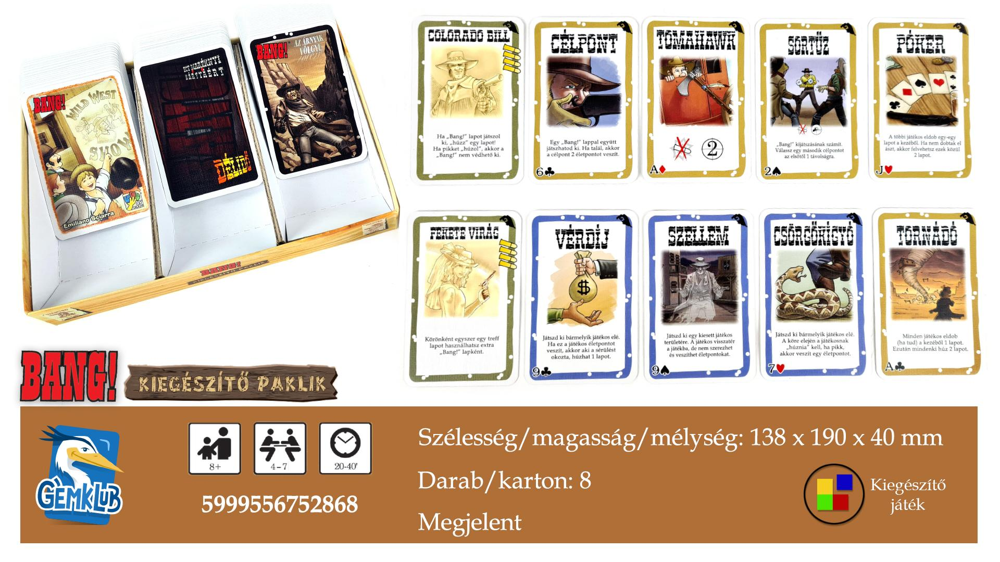 BANG!
WILD WEST
SHOW
Emiliano Sciarra
EGY MARÉKNYI
KÁRTYÁÉRT
DÉLIDŐ
BANG!
AZ ÁRNYAK
VÖLGYE
BANG!
KIEGÉSZÍTŐ PAKLIK
COLORADO BILL
Ha „Bang!” lapot játszol
ki, „húzz” egy lapot!
Ha pikket „húzol”, akkor a
„Bang!” nem védhető ki.
CÉLPONT
Egy „Bang!” lappal együtt
játszhatod ki. Ha talál, akkor
a célpont 2 életpontot veszít.
6♣
TOMAHAWK
2
A♦
SORTŰZ
„Bang!” kijátszásának számít.
Válassz egy második célpontot
az elsőtől 1 távolságra.
2♠
PÓKER
A többi játékos eldob egy-egy
lapot a kezéből. Ha nem dobtak el
ászt, akkor felvehetsz ezek közül
2 lapot.
J♥
FEKETE VIRÁG
Körönként egyszer egy treff
lapot használhatsz extra
„Bang!” lapként.
VÉRDÍJ
$
Játszd ki bármelyik játékos elé.
Ha ez a játékos életpontot
veszít, akkor aki a sérülést
okozta, húzhat 1 lapot.
9♣
SZELLEM
Játszd ki egy kiesett játékos
területére. A játékos visszatér
a játékba, de nem szerezhet
és veszíthet életpontokat.
9♠
CSÖRGŐKÍGYÓ
Játszd ki bármelyik játékos elé.
A köre elején a játékosnak
„húznia” kell, ha pikk,
akkor veszít egy életpontot.
7♥
TORNÁDÓ
Minden játékos eldob
(ha tud) a kezéből 1 lapot.
Ezután mindenki húz 2 lapot.
A♣
BANG! KIEGÉSZÍTŐ PAKLIK
GÉMKLUB
8+
4-7
20-40'
5999556752868
Szélesség/magasság/mélység: 138 x 190 x 40 mm
Darab/karton: 8
Megjelent
Kiegészítő
játék